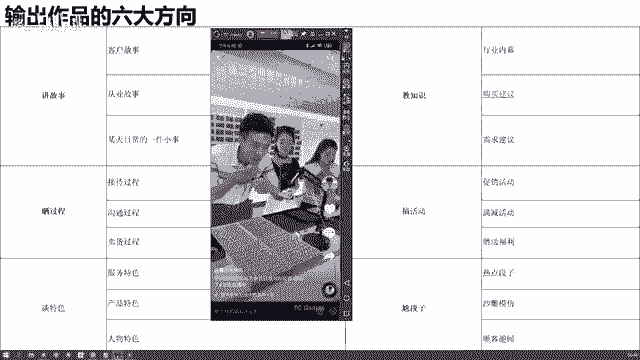 输出作品的六大方向
讲故事
客户故事
从业故事
某天日常的一件小事
晒过程
接待过程
沟通过程
卖货过程
谈特色
服务特色
产品特色
人物特色
教知识
行业内幕
购买建议
需求建议
搞活动
促销活动
满减活动
赠送福利
拍段子
热点段子
沙雕模仿
顾客趣闻